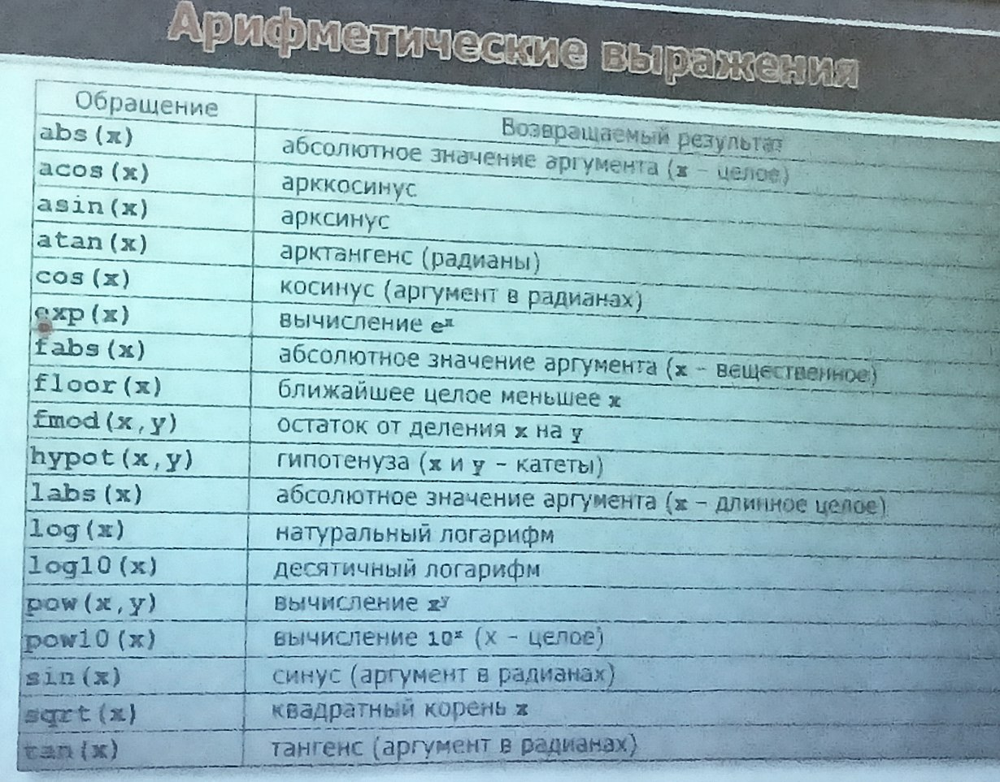 Арифметические выражения
Обращение Возвращаемый результат
abs(x) абсолютное значение аргумента (x - целое)
acos(x) арккосинус
asin(x) арксинус
atan(x) арктангенс (радианы)
cos(x) косинус (аргумент в радианах)
exp(x) вычисление eˣ
fabs(x) абсолютное значение аргумента (x - вещественное)
floor(x) ближайшее целое меньшее x
fmod(x,y) остаток от деления x на y
hypot(x,y) гипотенуза (x и y - катеты)
labs(x) абсолютное значение аргумента (x - длинное целое)
log(x) натуральный логарифм
log10(x) десятичный логарифм
pow(x,y) вычисление xʸ
pow10(x) вычисление 10ˣ (x - целое)
sin(x) синус (аргумент в радианах)
sqrt(x) квадратный корень x
tan(x) тангенс (аргумент в радианах)